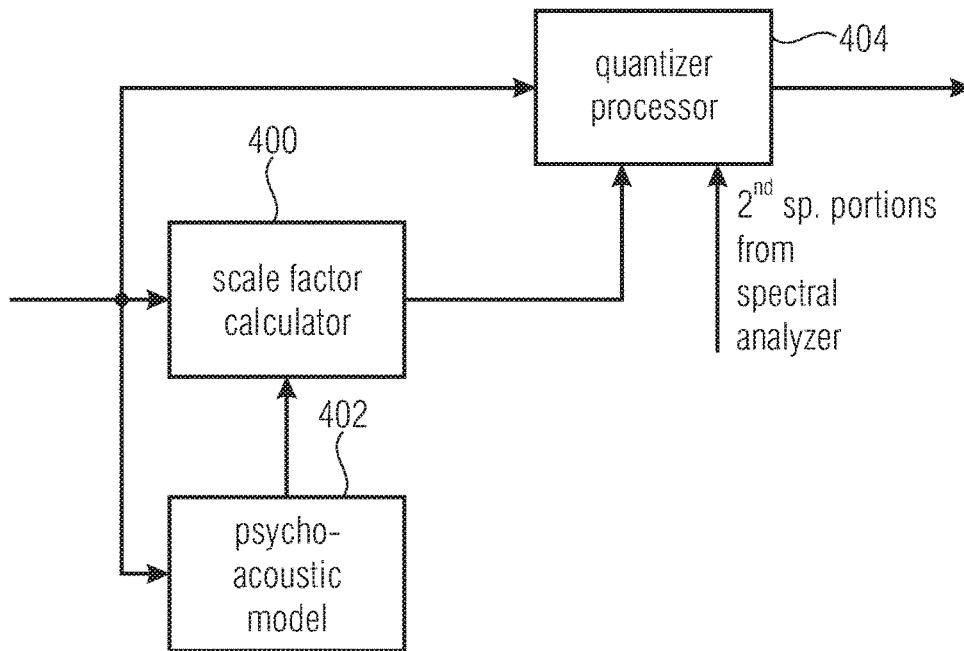 404
quantizer
processor
400
2nd sp. portions
from
spectral
analyzer
scale factor
calculator
402
psycho-
acoustic
model